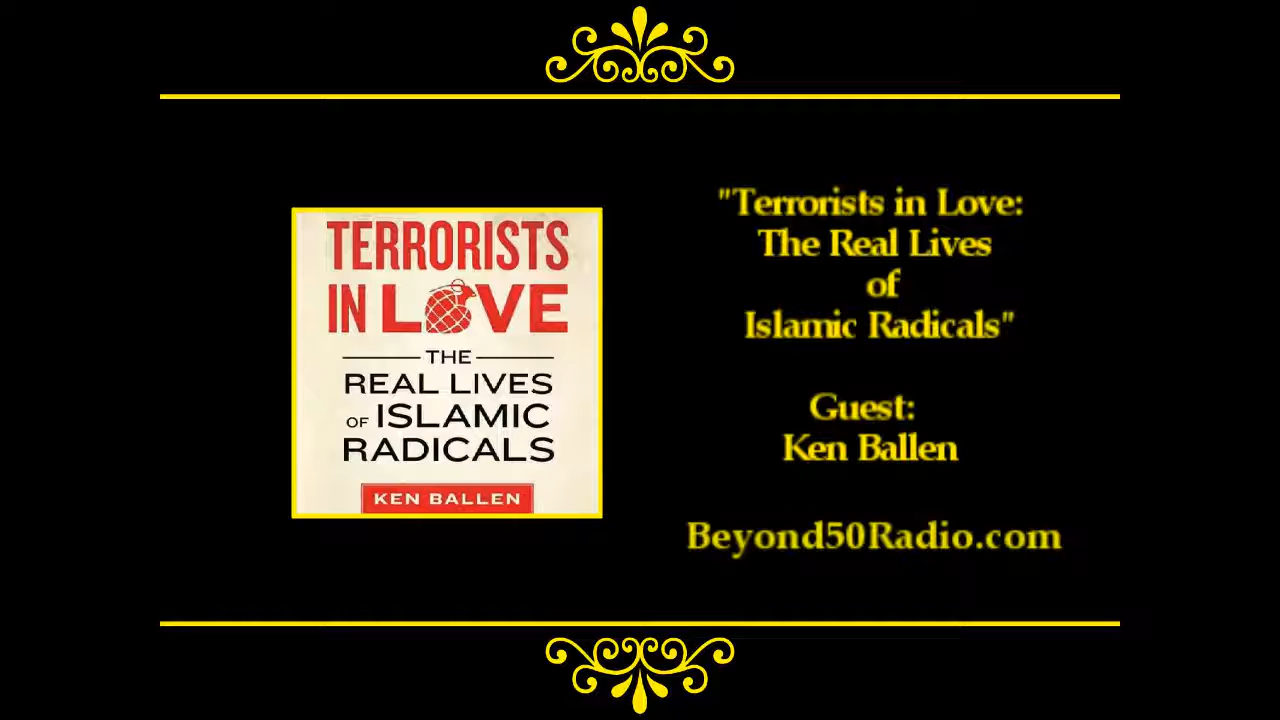 TERRORISTS
IN LOVE
THE
REAL LIVES
OF ISLAMIC
RADICALS
KEN BALLEN
"Terrorists in Love:
The Real Lives
of
Islamic Radicals"
Guest:
Ken Ballen
Beyond50Radio.com